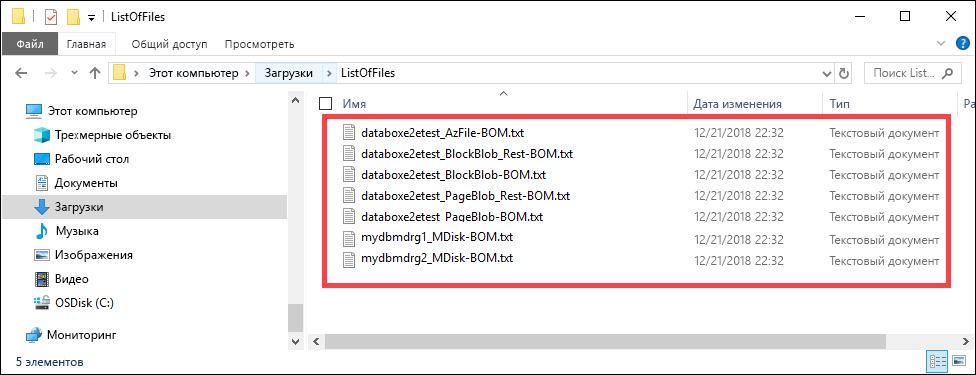 ListOfFiles
Файл Главная Общий доступ Просмотреть
Этот компьютер Загрузки ListOfFiles Поиск List...
Этот компьютер
Трехмерные объекты
Рабочий стол
Документы
Загрузки
Музыка
Изображения
Видео
OSDisk (C:)
Мониторинг
Имя Дата изменения Тип Ра
databoxe2etest_AzFile-BOM.txt 12/21/2018 22:32 Текстовый документ
databoxe2etest_BlockBlob_Rest-BOM.txt 12/21/2018 22:32 Текстовый документ
databoxe2etest_BlockBlob-BOM.txt 12/21/2018 22:32 Текстовый документ
databoxe2etest_PageBlob_Rest-BOM.txt 12/21/2018 22:32 Текстовый документ
databoxe2etest_PageBlob-BOM.txt 12/21/2018 22:32 Текстовый документ
mydbmdrg1_MDisk-BOM.txt 12/21/2018 22:32 Текстовый документ
mydbmdrg2_MDisk-BOM.txt 12/21/2018 22:32 Текстовый документ
5 элементов